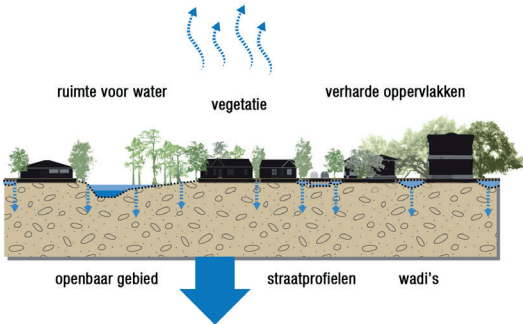 ruimte voor water
vegetatie
verharde oppervlakken
openbaar gebied
straatprofielen
wadi's